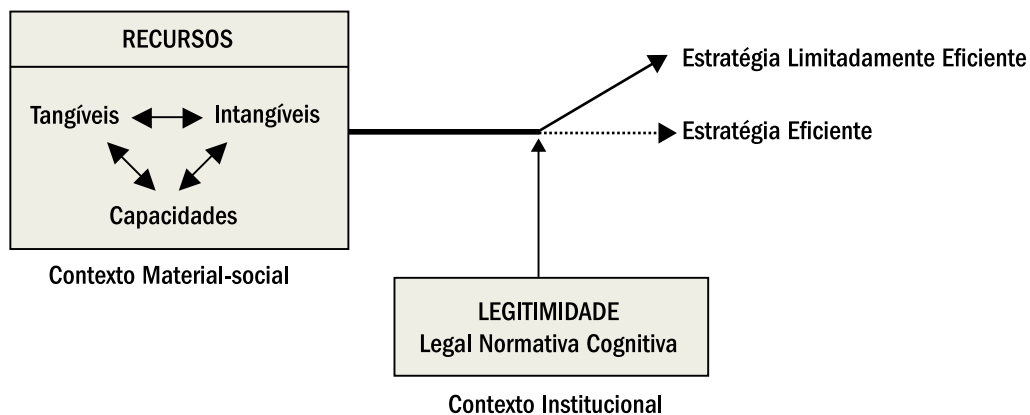 RECURSOS
Tangíveis Intangíveis
Capacidades
Contexto Material-social
Estratégia Limitadamente Eficiente
Estratégia Eficiente
LEGITIMIDADE
Legal Normativa Cognitiva
Contexto Institucional